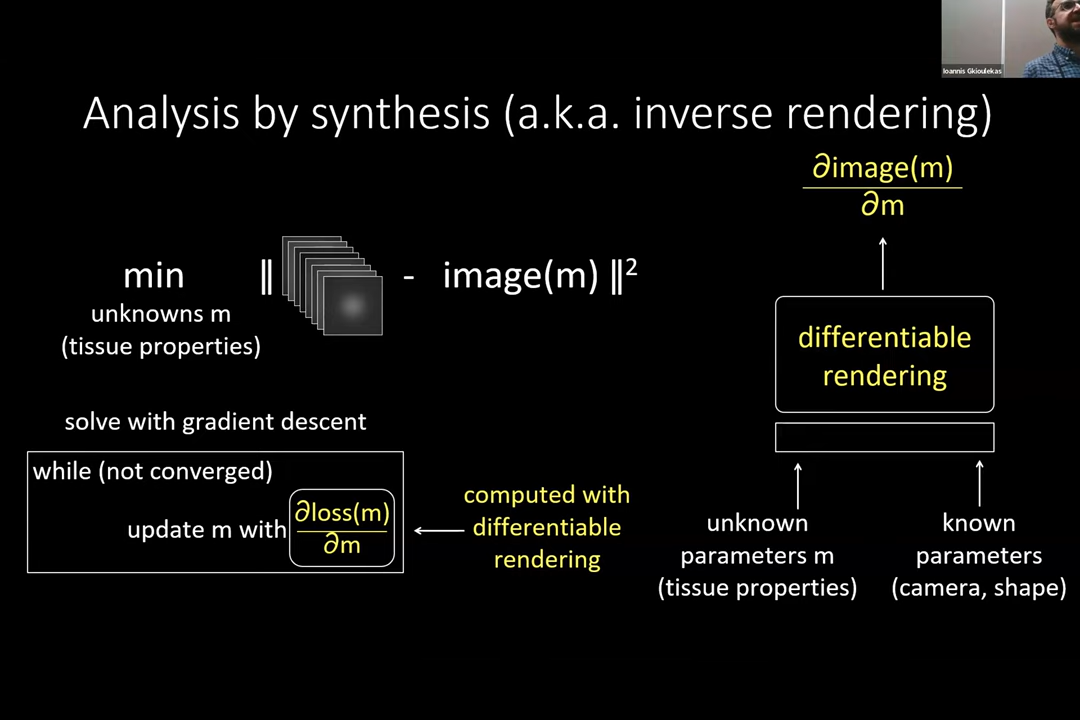 Ioannis Gkioulekas
Analysis by synthesis (a.k.a. inverse rendering)
∂image(m)
∂m
min ‖ - image(m) ‖²
unknowns m
(tissue properties)
differentiable
rendering
solve with gradient descent
while (not converged)
update m with ∂loss(m)
∂m
computed with
differentiable
rendering
unknown
parameters m
(tissue properties)
known
parameters
(camera, shape)